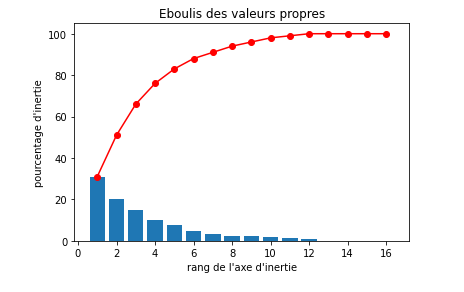 Eboulis des valeurs propres
100
80
60
40
20
0
0 2 4 6 8 10 12 14 16
pourcentage d'inertie
rang de l'axe d'inertie